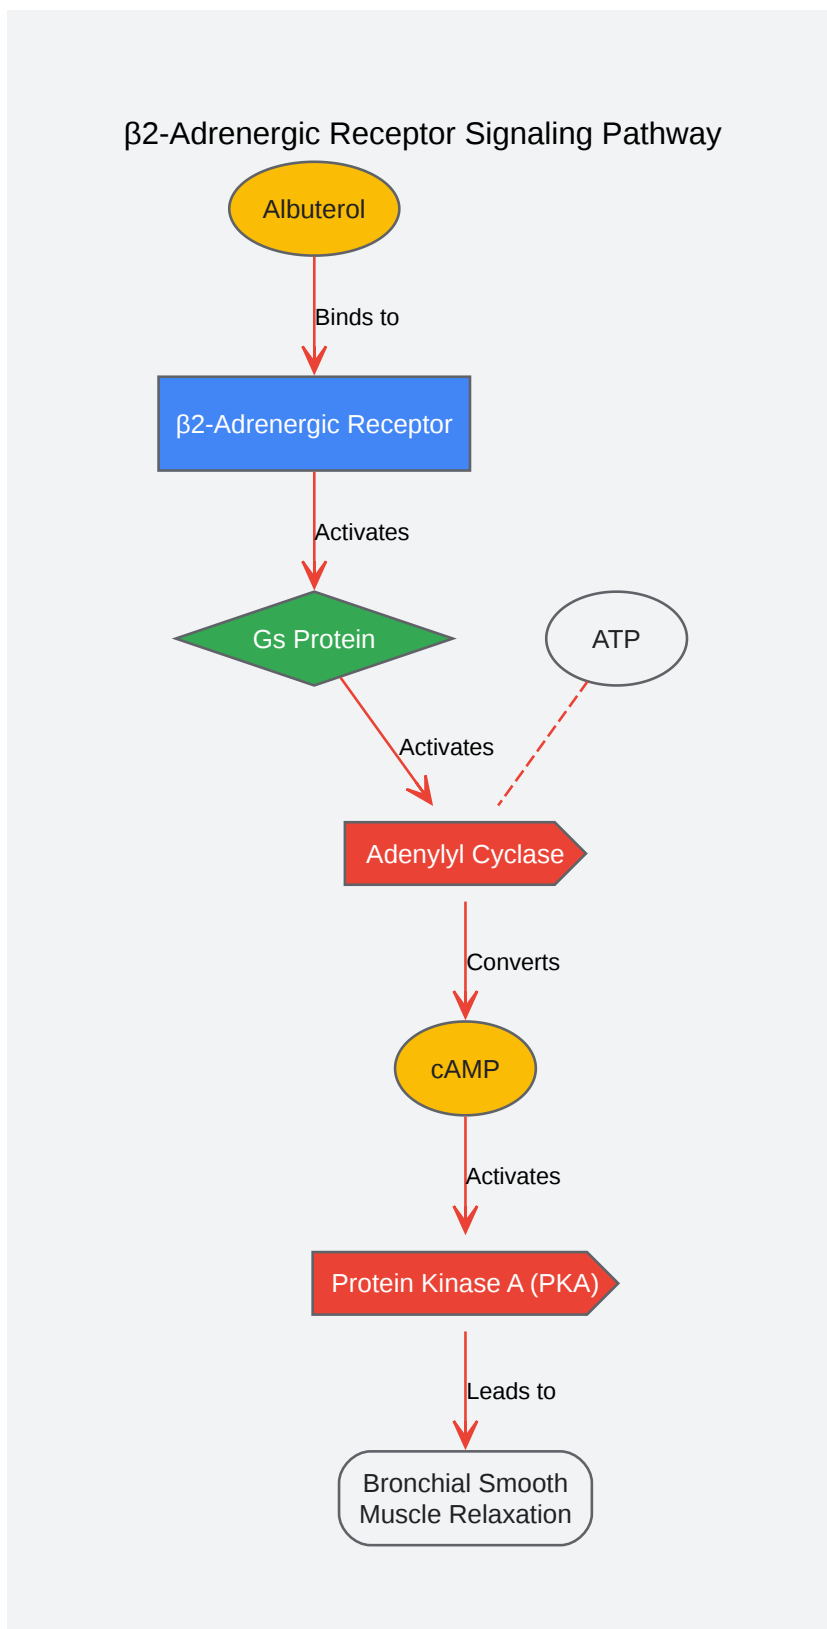 β2-Adrenergic Receptor Signaling Pathway
Albuterol
Binds to
β2-Adrenergic Receptor
Activates
Gs Protein
ATP
Activates
Adenylyl Cyclase
Converts
cAMP
Activates
Protein Kinase A (PKA)
Leads to
Bronchial Smooth
Muscle Relaxation